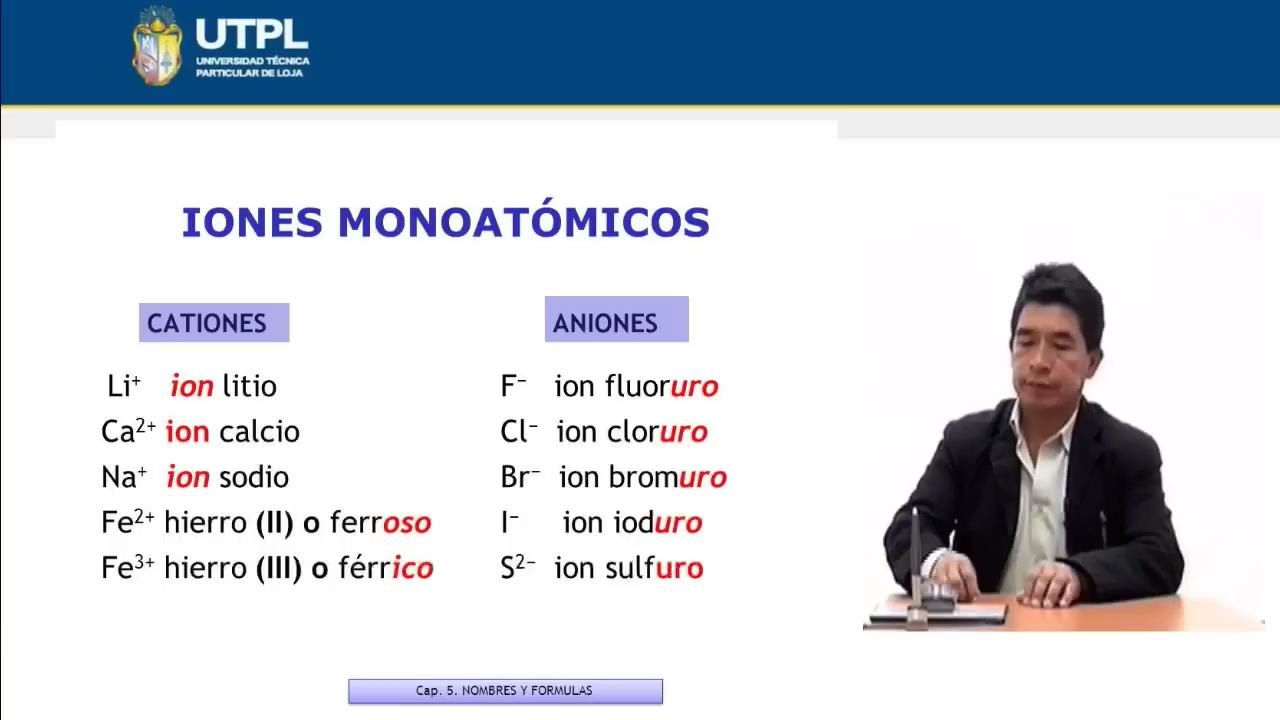 UTPL
UNIVERSIDAD TÉCNICA
PARTICULAR DE LOJA
IONES MONOATÓMICOS
CATIONES
Li⁺ ion litio
Ca²⁺ ion calcio
Na⁺ ion sodio
Fe²⁺ hierro (II) o ferroso
Fe³⁺ hierro (III) o férrico
ANIONES
F⁻ ion fluoruro
Cl⁻ ion cloruro
Br⁻ ion bromuro
I⁻ ion ioduro
S²⁻ ion sulfuro
Cap. 5. NOMBRES Y FORMULAS